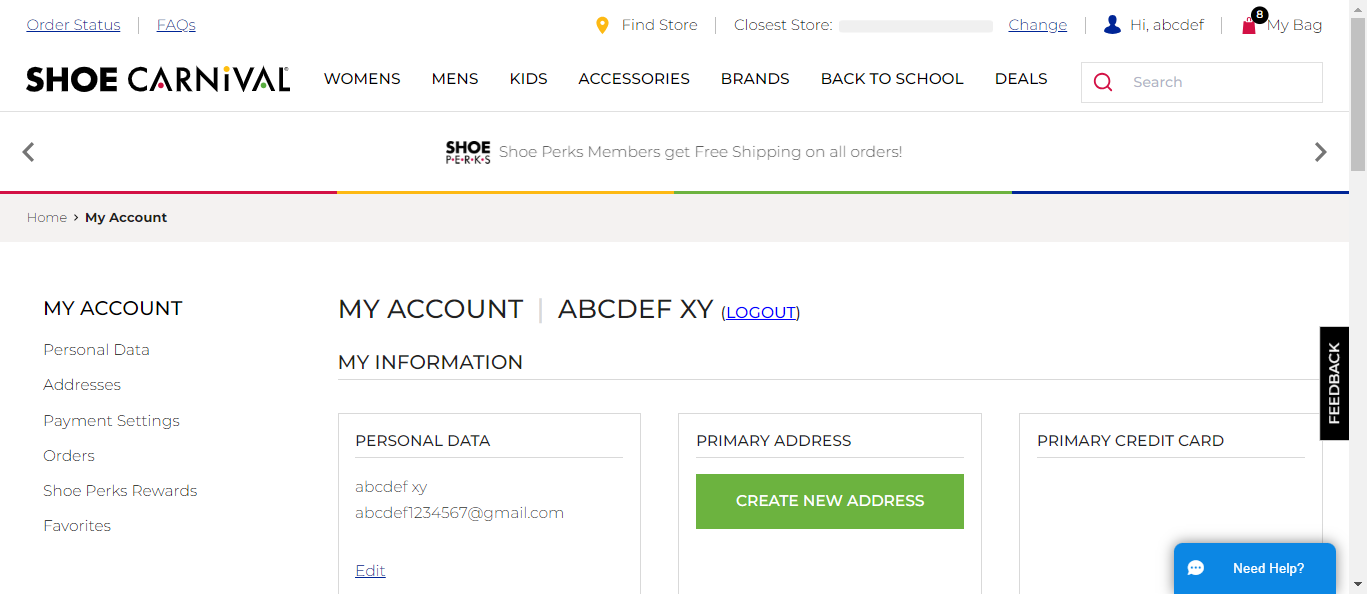 Order Status FAQs Find Store Closest Store: Change Hi, abcdef 8 My Bag
SHOE CARNIVAL® WOMENS MENS KIDS ACCESSORIES BRANDS BACK TO SCHOOL DEALS Search
SHOE PERKS Shoe Perks Members get Free Shipping on all orders!
Home > My Account
MY ACCOUNT
Personal Data
Addresses
Payment Settings
Orders
Shoe Perks Rewards
Favorites
MY ACCOUNT | ABCDEF XY (LOGOUT)
MY INFORMATION
PERSONAL DATA
abcdef xy
abcdef1234567@gmail.com
Edit
PRIMARY ADDRESS
CREATE NEW ADDRESS
PRIMARY CREDIT CARD
FEEDBACK
Need Help?